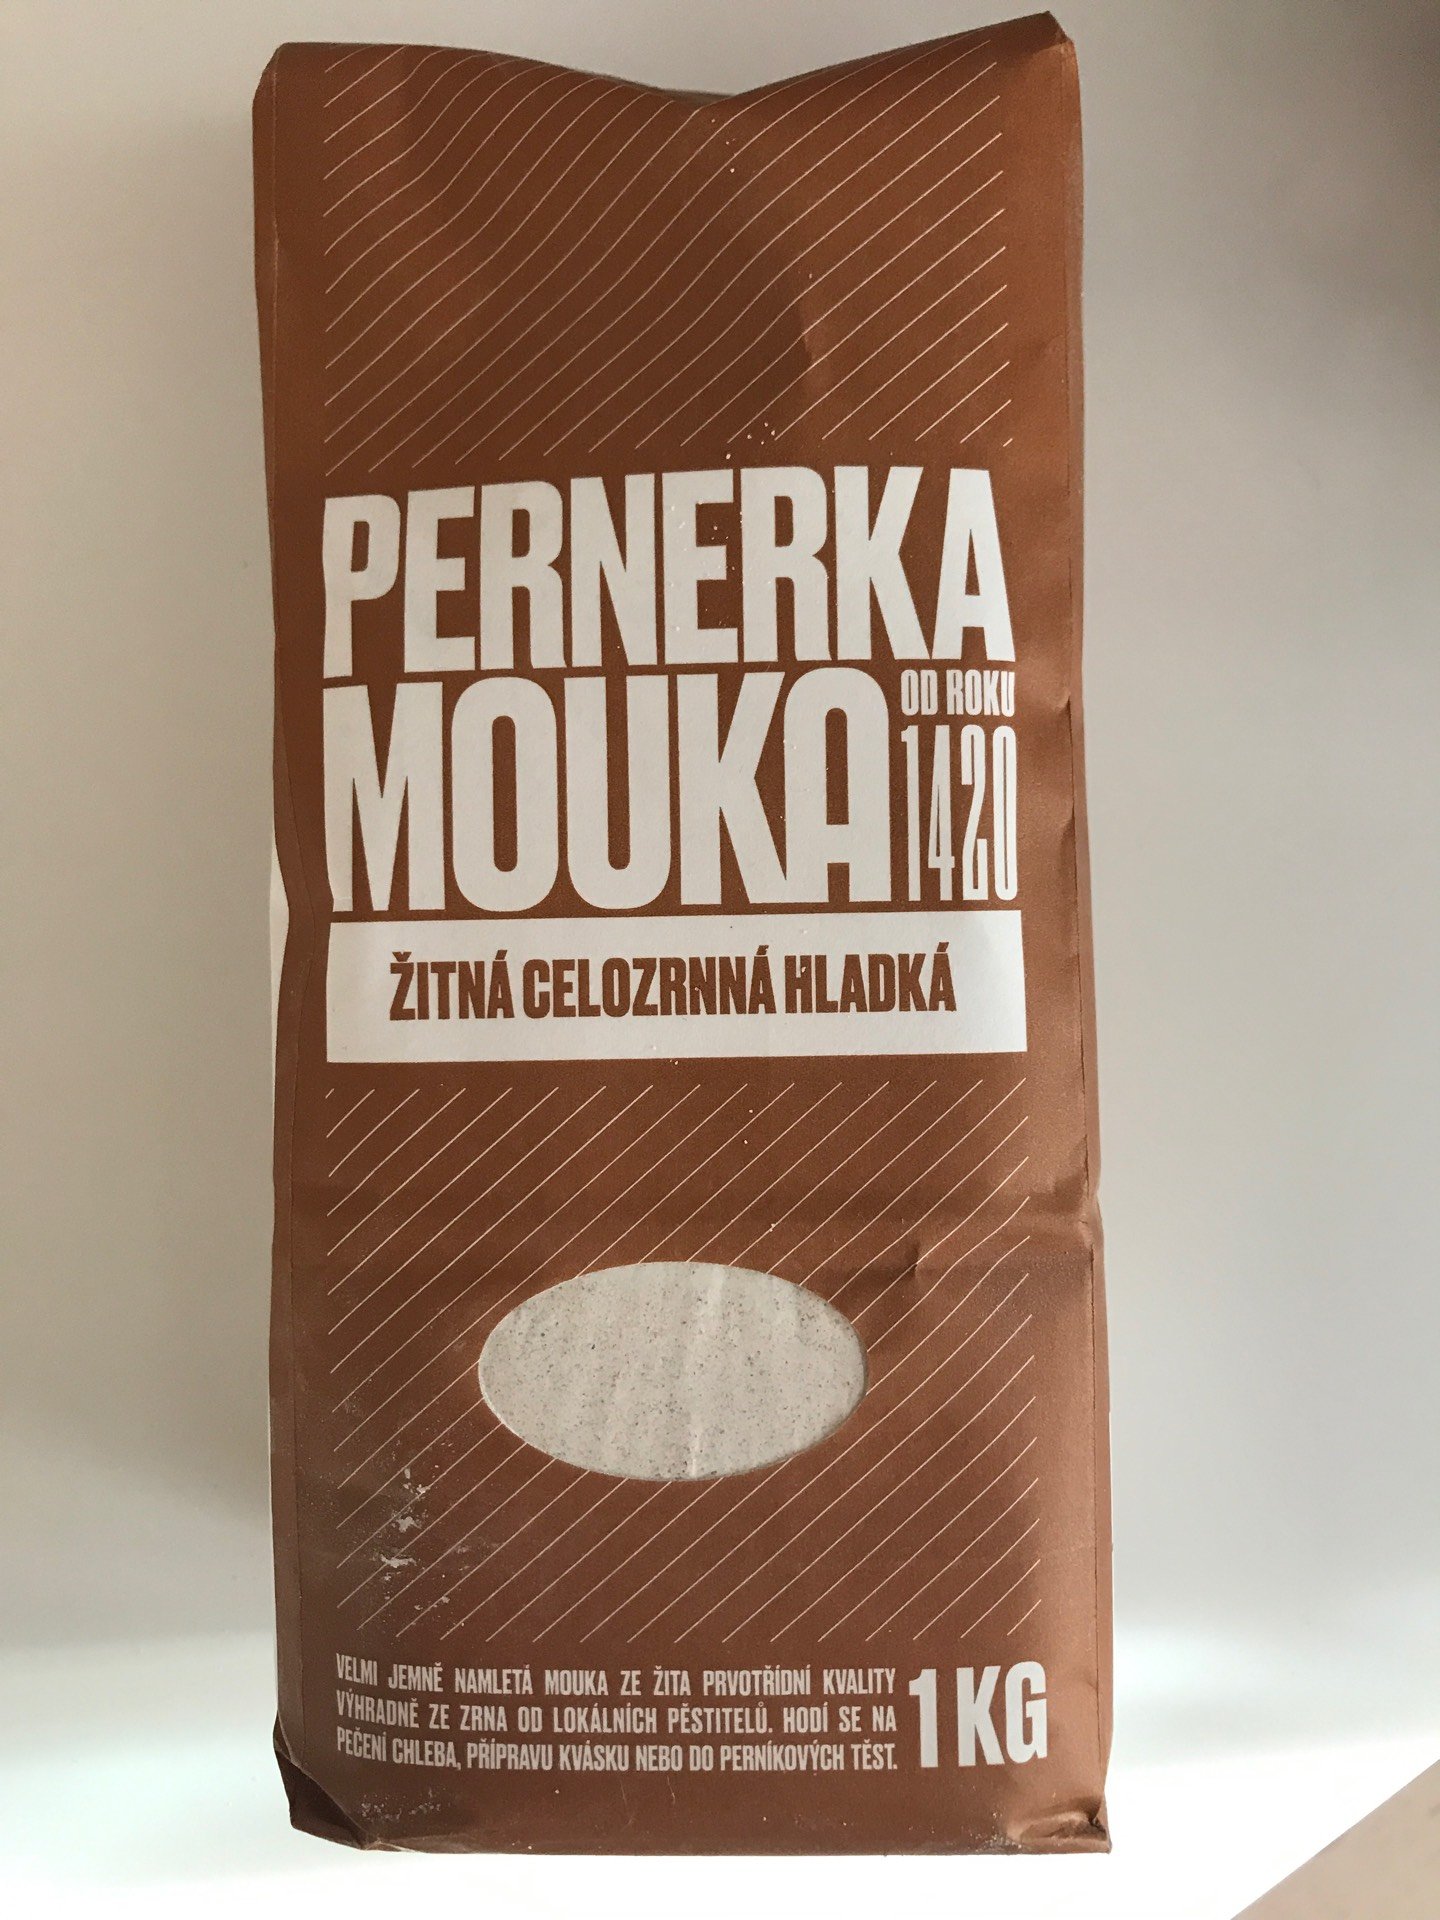 PERNERKA
MOUKA
OD ROKU
1420
ŽITNÁ CELOZRNNÁ HLADKÁ
VELMI JEMNĚ NAMLETÁ MOUKA ZE ŽITA PRVOTŘÍDNÍ KVALITY
VÝHRADNĚ ZE ZRNA OD LOKÁLNÍCH PĚSTITELŮ. HODÍ SE NA
PEČENÍ CHLEBA, PŘÍPRAVU KVÁSKU NEBO DO PERNÍKOVÝCH TĚST.
1 KG